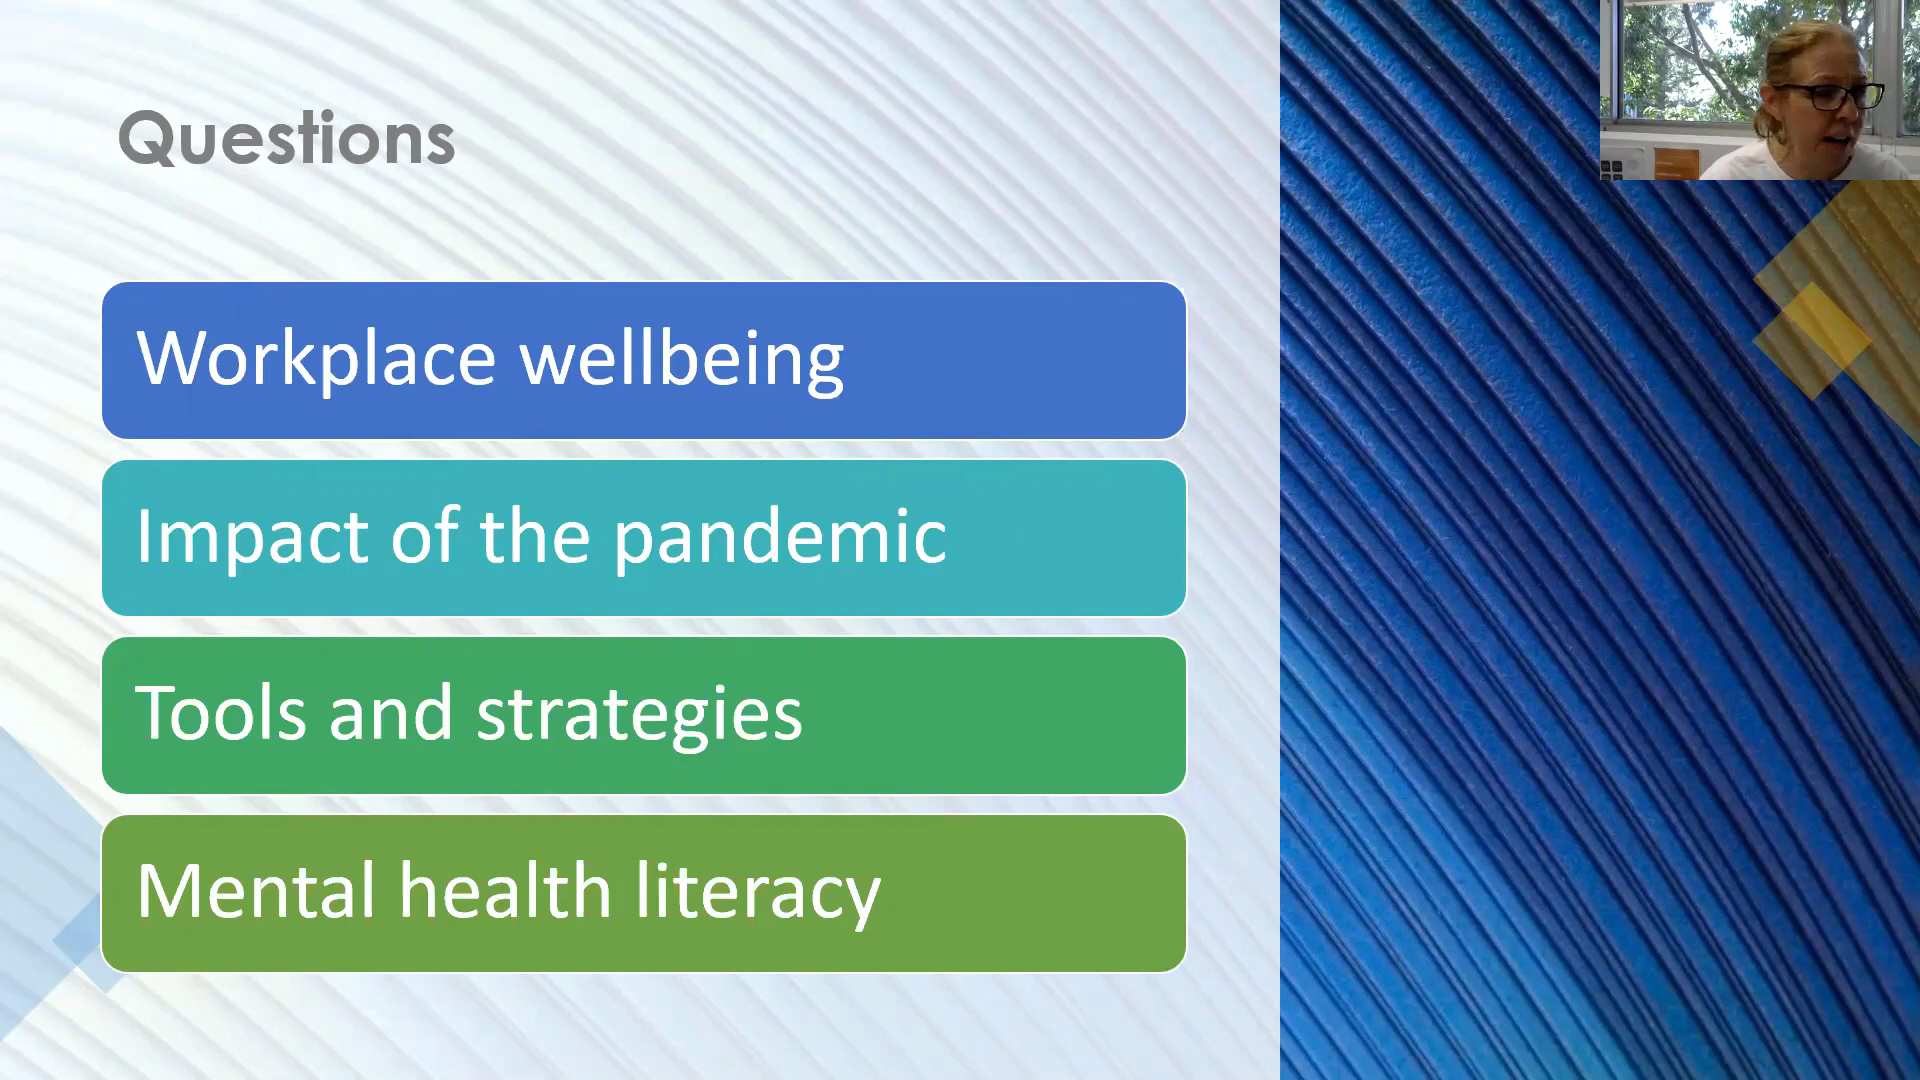 Questions
Workplace wellbeing
Impact of the pandemic
Tools and strategies
Mental health literacy